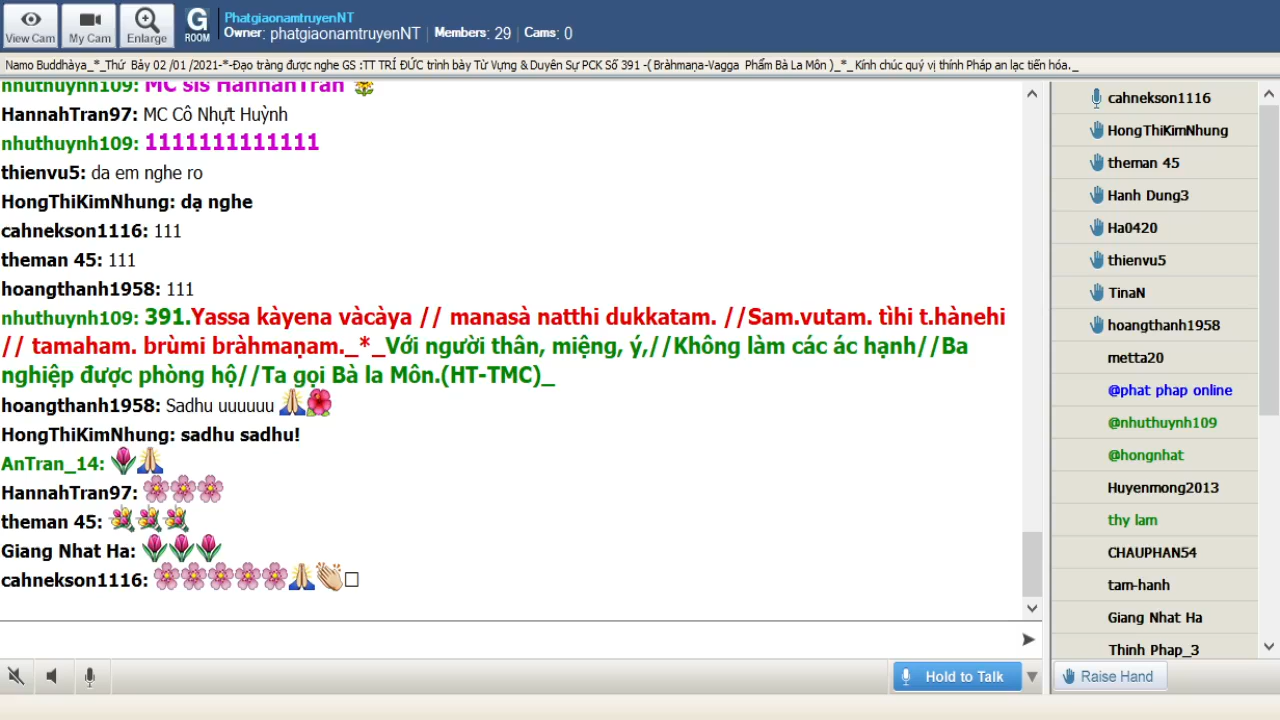 View Cam
My Cam
Enlarge
G
ROOM
PhatgiaonamtruyenNT
Owner: phatgiaonamtruyenNT | Members: 29 | Cams: 0
Namo Buddhàya_*_Thứ Bảy 02 /01 /2021-*-Đạo tràng được nghe GS :TT TRÍ ĐỨC trình bày Từ Vựng & Duyên Sự PCK Số 391 -( Bràhmaṇa-Vagga Phẩm Bà La Môn )_*_ Kính chúc quý vị thính Pháp an lạc tiến hóa._
nhuthuynh109: MC sis HannahTran
HannahTran97: MC Cô Nhựt Huỳnh
nhuthuynh109: 1111111111111
thienvu5: da em nghe ro
HongThiKimNhung: dạ nghe
cahnekson1116: 111
theman 45: 111
hoangthanh1958: 111
nhuthuynh109: 391.Yassa kàyena vàcàya // manasà natthi dukkatam. //Sam.vutam. tìhi t.hànehi
// tamaham. brùmi bràhmaṇam._*_Với người thân, miệng, ý,//Không làm các ác hạnh//Ba
nghiệp được phòng hộ//Ta gọi Bà la Môn.(HT-TMC)_
hoangthanh1958: Sadhu uuuuuu 🙏🌺
HongThiKimNhung: sadhu sadhu!
AnTran_14: 🌷🙏
HannahTran97: 🌸🌸🌸
theman 45: 💐💐💐
Giang Nhat Ha: 🌷🌷🌷
cahnekson1116: 🌸🌸🌸🌸🌸🙏👏□
Hold to Talk
cahnekson1116
HongThiKimNhung
theman 45
Hanh Dung3
Ha0420
thienvu5
TinaN
hoangthanh1958
metta20
@phat phap online
@nhuthuynh109
@hongnhat
Huyenmong2013
thy lam
CHAUPHAN54
tam-hanh
Giang Nhat Ha
Thinh Phap_3
Raise Hand